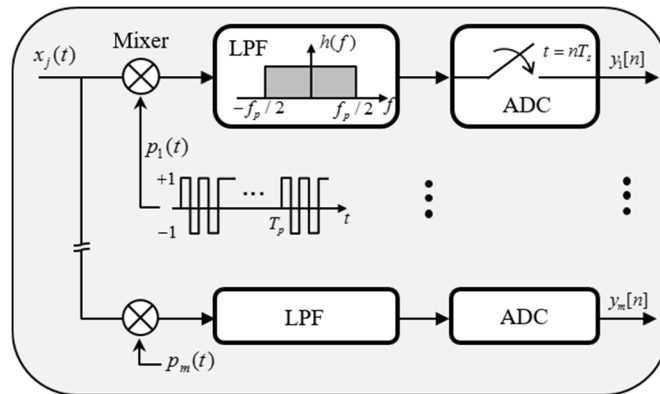 Mixer
x_j(t)
LPF
h(f)
−f_p/2
f_p/2
f
t = nT_s
ADC
y_1[n]
p_1(t)
+1
−1
...
T_p
t
LPF
ADC
y_m[n]
p_m(t)